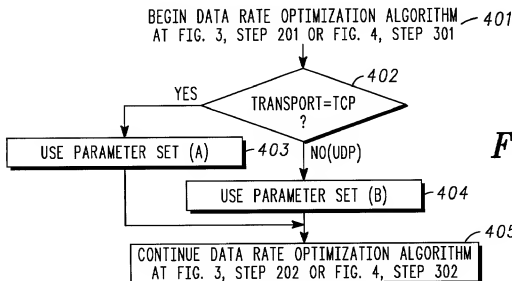 BEGIN DATA RATE OPTIMIZATION ALGORITHM 401
AT FIG. 3, STEP 201 OR FIG. 4, STEP 301
402
YES
TRANSPORT=TCP
?
USE PARAMETER SET (A) 403
NO(UDP)
F
USE PARAMETER SET (B) 404
405
CONTINUE DATA RATE OPTIMIZATION ALGORITHM
AT FIG. 3, STEP 202 OR FIG. 4, STEP 302